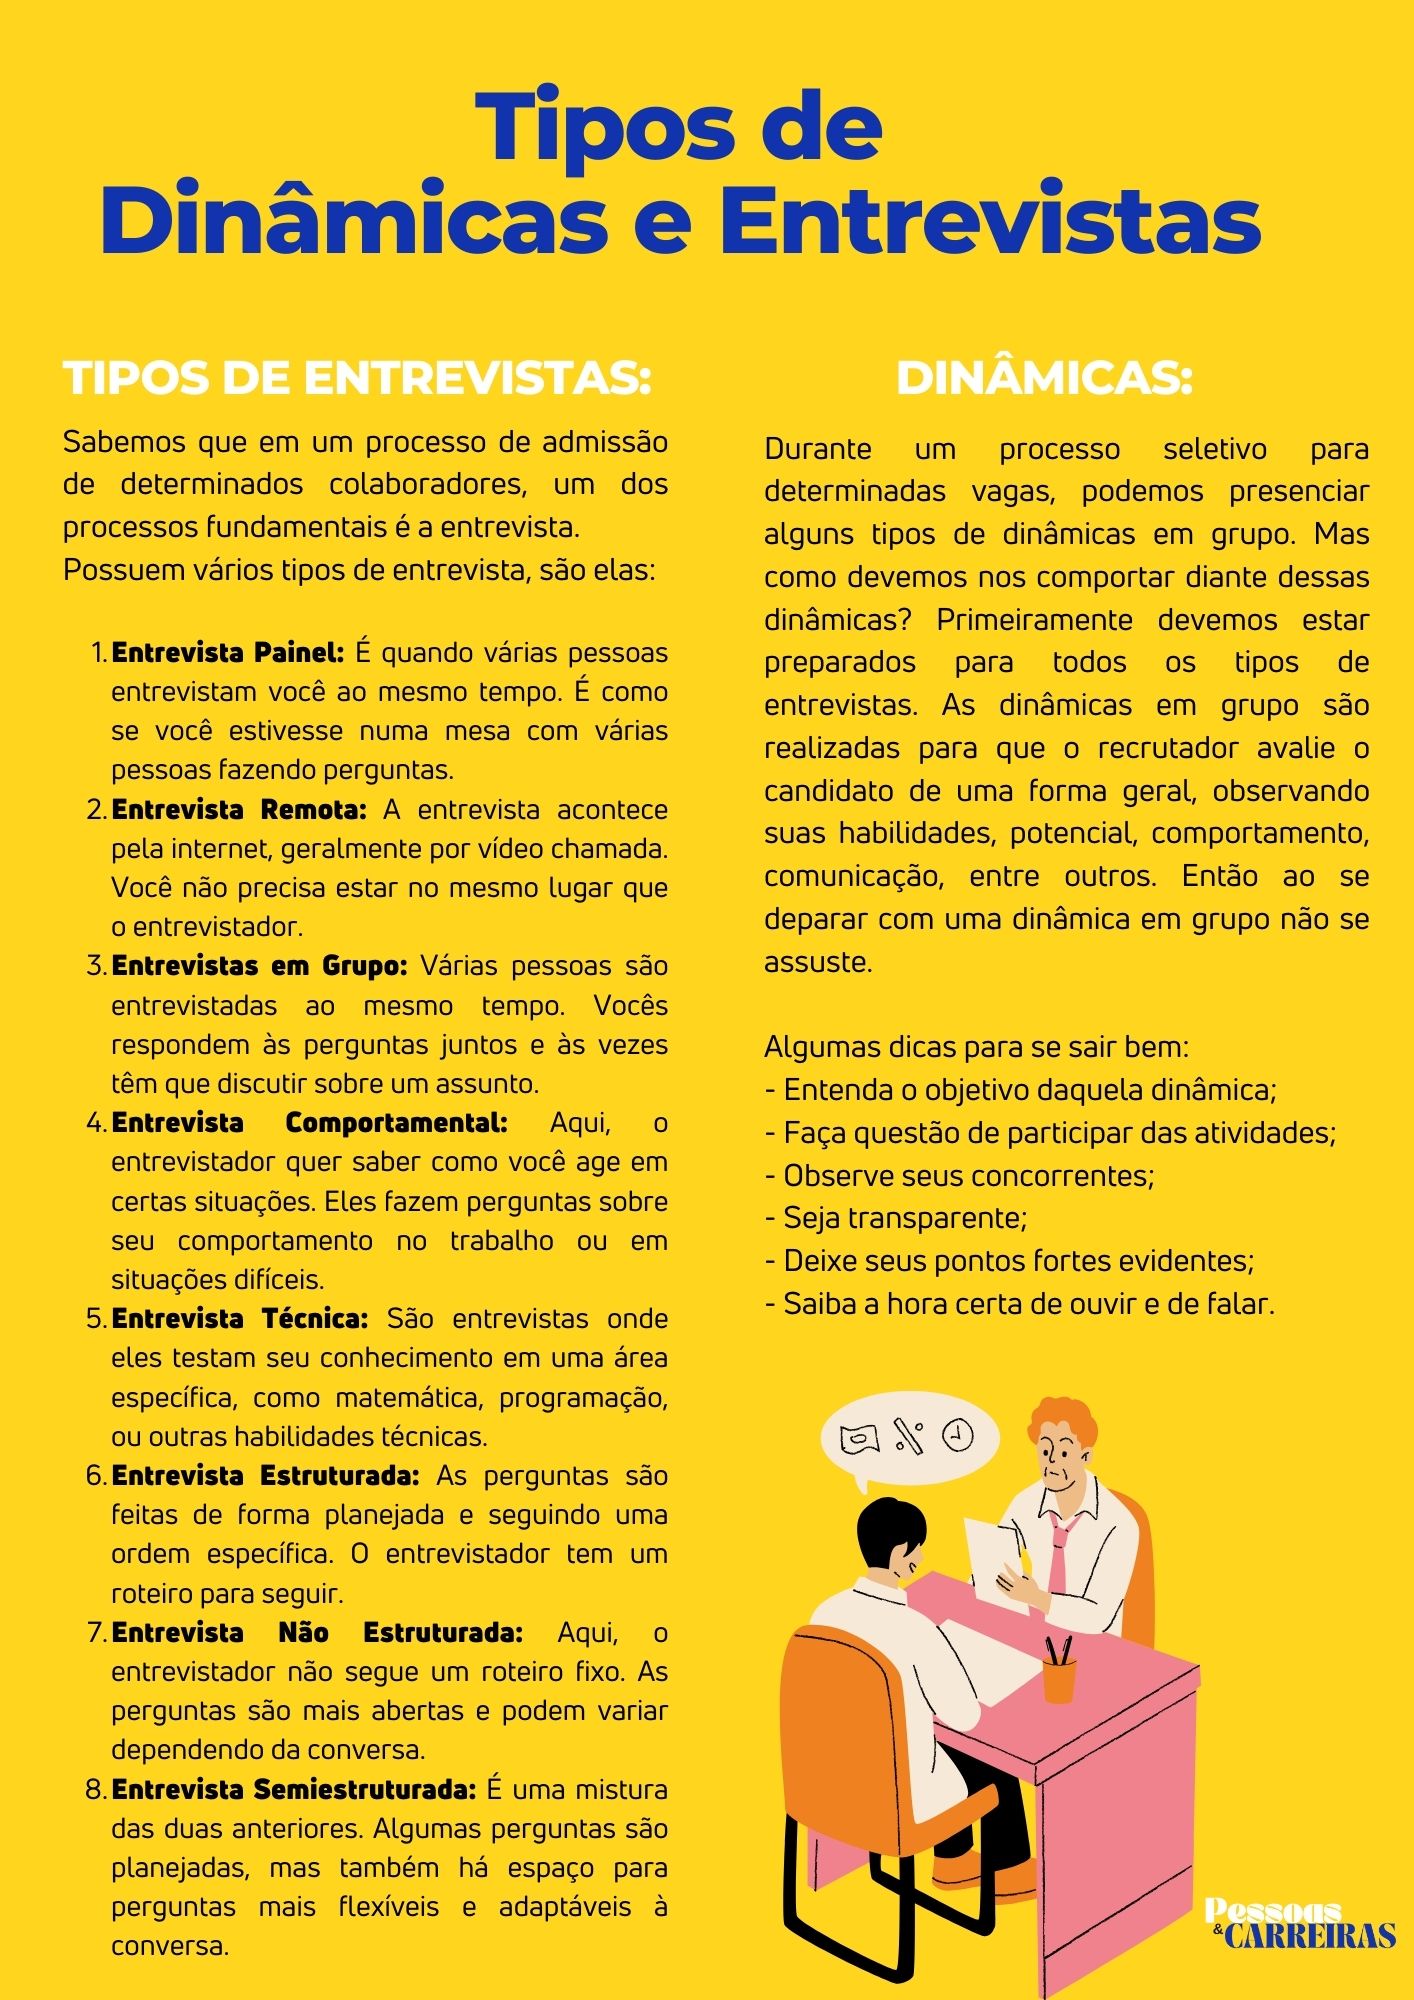 Tipos de
Dinâmicas e Entrevistas
TIPOS DE ENTREVISTAS:
Sabemos que em um processo de admissão
de determinados colaboradores, um dos
processos fundamentais é a entrevista.
Possuem vários tipos de entrevista, são elas:
1. Entrevista Painel: É quando várias pessoas
entrevistam você ao mesmo tempo. É como
se você estivesse numa mesa com várias
pessoas fazendo perguntas.
2. Entrevista Remota: A entrevista acontece
pela internet, geralmente por vídeo chamada.
Você não precisa estar no mesmo lugar que
o entrevistador.
3. Entrevistas em Grupo: Várias pessoas são
entrevistadas ao mesmo tempo. Vocês
respondem às perguntas juntos e às vezes
têm que discutir sobre um assunto.
4. Entrevista Comportamental: Aqui, o
entrevistador quer saber como você age em
certas situações. Eles fazem perguntas sobre
seu comportamento no trabalho ou em
situações difíceis.
5. Entrevista Técnica: São entrevistas onde
eles testam seu conhecimento em uma área
específica, como matemática, programação,
ou outras habilidades técnicas.
6. Entrevista Estruturada: As perguntas são
feitas de forma planejada e seguindo uma
ordem específica. O entrevistador tem um
roteiro para seguir.
7. Entrevista Não Estruturada: Aqui, o
entrevistador não segue um roteiro fixo. As
perguntas são mais abertas e podem variar
dependendo da conversa.
8. Entrevista Semiestruturada: É uma mistura
das duas anteriores. Algumas perguntas são
planejadas, mas também há espaço para
perguntas mais flexíveis e adaptáveis à
conversa.
DINÂMICAS:
Durante um processo seletivo para
determinadas vagas, podemos presenciar
alguns tipos de dinâmicas em grupo. Mas
como devemos nos comportar diante dessas
dinâmicas? Primeiramente devemos estar
preparados para todos os tipos de
entrevistas. As dinâmicas em grupo são
realizadas para que o recrutador avalie o
candidato de uma forma geral, observando
suas habilidades, potencial, comportamento,
comunicação, entre outros. Então ao se
deparar com uma dinâmica em grupo não se
assuste.
Algumas dicas para se sair bem:
- Entenda o objetivo daquela dinâmica;
- Faça questão de participar das atividades;
- Observe seus concorrentes;
- Seja transparente;
- Deixe seus pontos fortes evidentes;
- Saiba a hora certa de ouvir e de falar.
Pessoas
&CARREIRAS